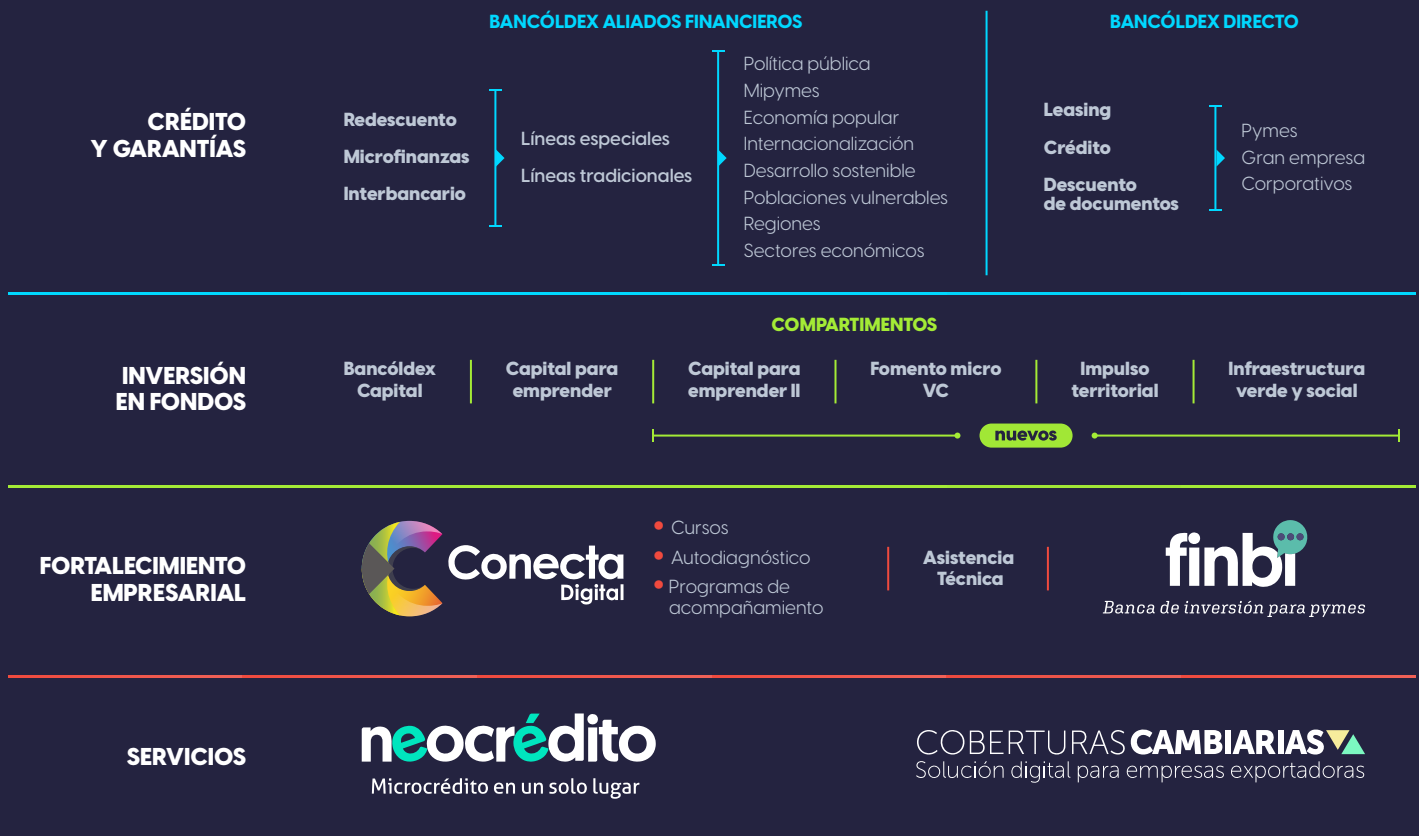 BANCÓLDEX ALIADOS FINANCIEROS
BANCÓLDEX DIRECTO
CRÉDITO
Y GARANTÍAS
Redescuento
Microfinanzas
Interbancario
Líneas especiales
Líneas tradicionales
Política pública
Mipymes
Economía popular
Internacionalización
Desarrollo sostenible
Poblaciones vulnerables
Regiones
Sectores económicos
Leasing
Crédito
Descuento
de documentos
Pymes
Gran empresa
Corporativos
COMPARTIMENTOS
INVERSIÓN
EN FONDOS
Bancóldex
Capital
Capital para
emprender
Capital para
emprender II
Fomento micro
VC
Impulso
territorial
Infraestructura
verde y social
nuevos
FORTALECIMIENTO
EMPRESARIAL
Conecta
Digital
Cursos
Autodiagnóstico
Programas de
acompañamiento
Asistencia
Técnica
finbi
Banca de inversión para pymes
SERVICIOS
neocrédito
Microcrédito en un solo lugar
COBERTURAS CAMBIARIAS
Solución digital para empresas exportadoras